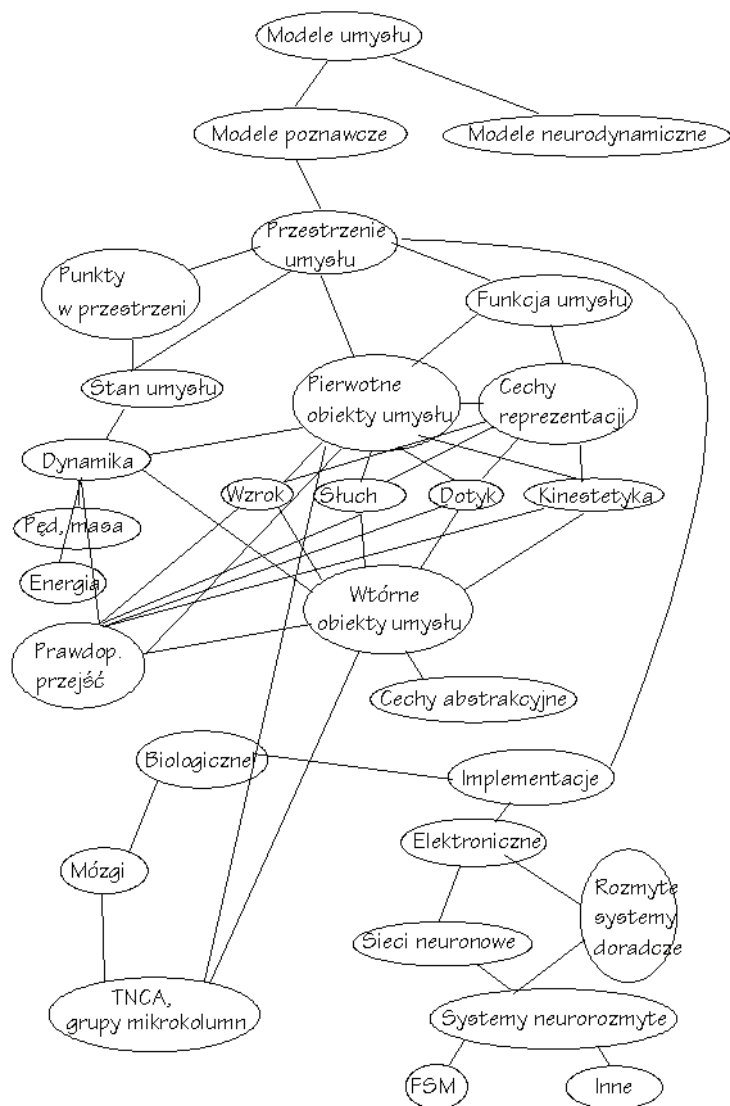 Modele umysłu
Modele poznawcze
Modele neurodynamiczne
Przestrzenie
umysłu
Punkty
w przestrzeni
Funkcja umysłu
Stan umysłu
Pierwotne
obiekty umysłu
Cechy
reprezentacji
Dynamika
Wzrok
Słuch
Dotyk
Kinestetyka
Pęd, masa
Energia
Wtórne
obiekty umysłu
Prawdop.
przejść
Cechy abstrakcyjne
Biologiczne
Implementacje
Elektroniczne
Mózgi
Rozmyte
systemy
doradcze
Sieci neuronowe
TNCA,
grupy mikrokolumn
Systemy neurorozmyte
FSM
Inne